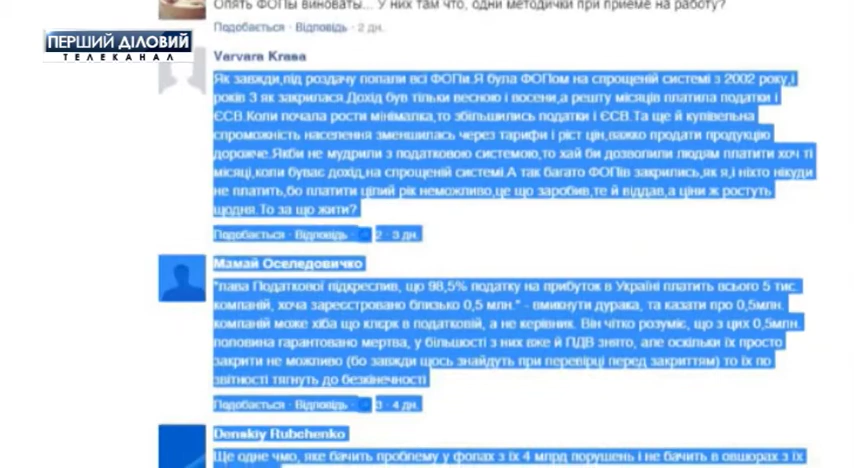 Опять ФОПы виноваты... У них там что, одни методички при приеме на работу?
Подобається · Відповідь · 2 дн.
ПЕРШИЙ ДІЛОВИЙ
ТЕЛЕКАНАЛ
Varvara Krasa
Як завжди,під роздачу попали всі ФОПи.Я була ФОПом на спрощеній системі з 2002 року,і
років 3 як закрилася.Дохід був тільки весною і восени,а решту місяців платила податки і
ЄСВ.Коли почала рости мінімалка,то збільшились податки і ЄСВ.Та ще й купівельна
спроможність населення зменшилась через тарифи і ріст цін,важко продати продукцію
дорожче.Якби не мудрили з податковою системою,то хай би дозволили людям платити хоч ті
місяці,коли буває дохід,на спрощеній системі.А так багато ФОПів закрились,як я,і ніхто нікуди
не платить,бо платити цілий рік неможливо,це що заробив,те й віддав,а ціни ж ростуть
щодня.То за що жити?
Подобається · Відповідь · 2 · 3 дн.
Мамай Оселедовичко
"лава Податкової підкреслив, що 98,5% податку на прибуток в Україні платить всього 5 тис.
компаній, хоча зареєстровано близько 0,5 млн." - вмикнути дурака, та казати про 0,5млн.
компаній може хіба що клєрк в податковій, а не керівник. Він чітко розуміє, що з цих 0,5млн.
половина гарантовано мертва, у більшості з них вже й ПДВ знято, але оскільки їх просто
закрити не можливо (бо завжди щось знайдуть при перевірці перед закриттям) то їх по
звітності тягнуть до безкінечності
Подобається · Відповідь · 3 · 4 дн.
Denskiy Rubchenko
Ще одне чмо, яке бачить проблему у фопах з їх 4 млрд порушень і не бачить в овшорах з їх